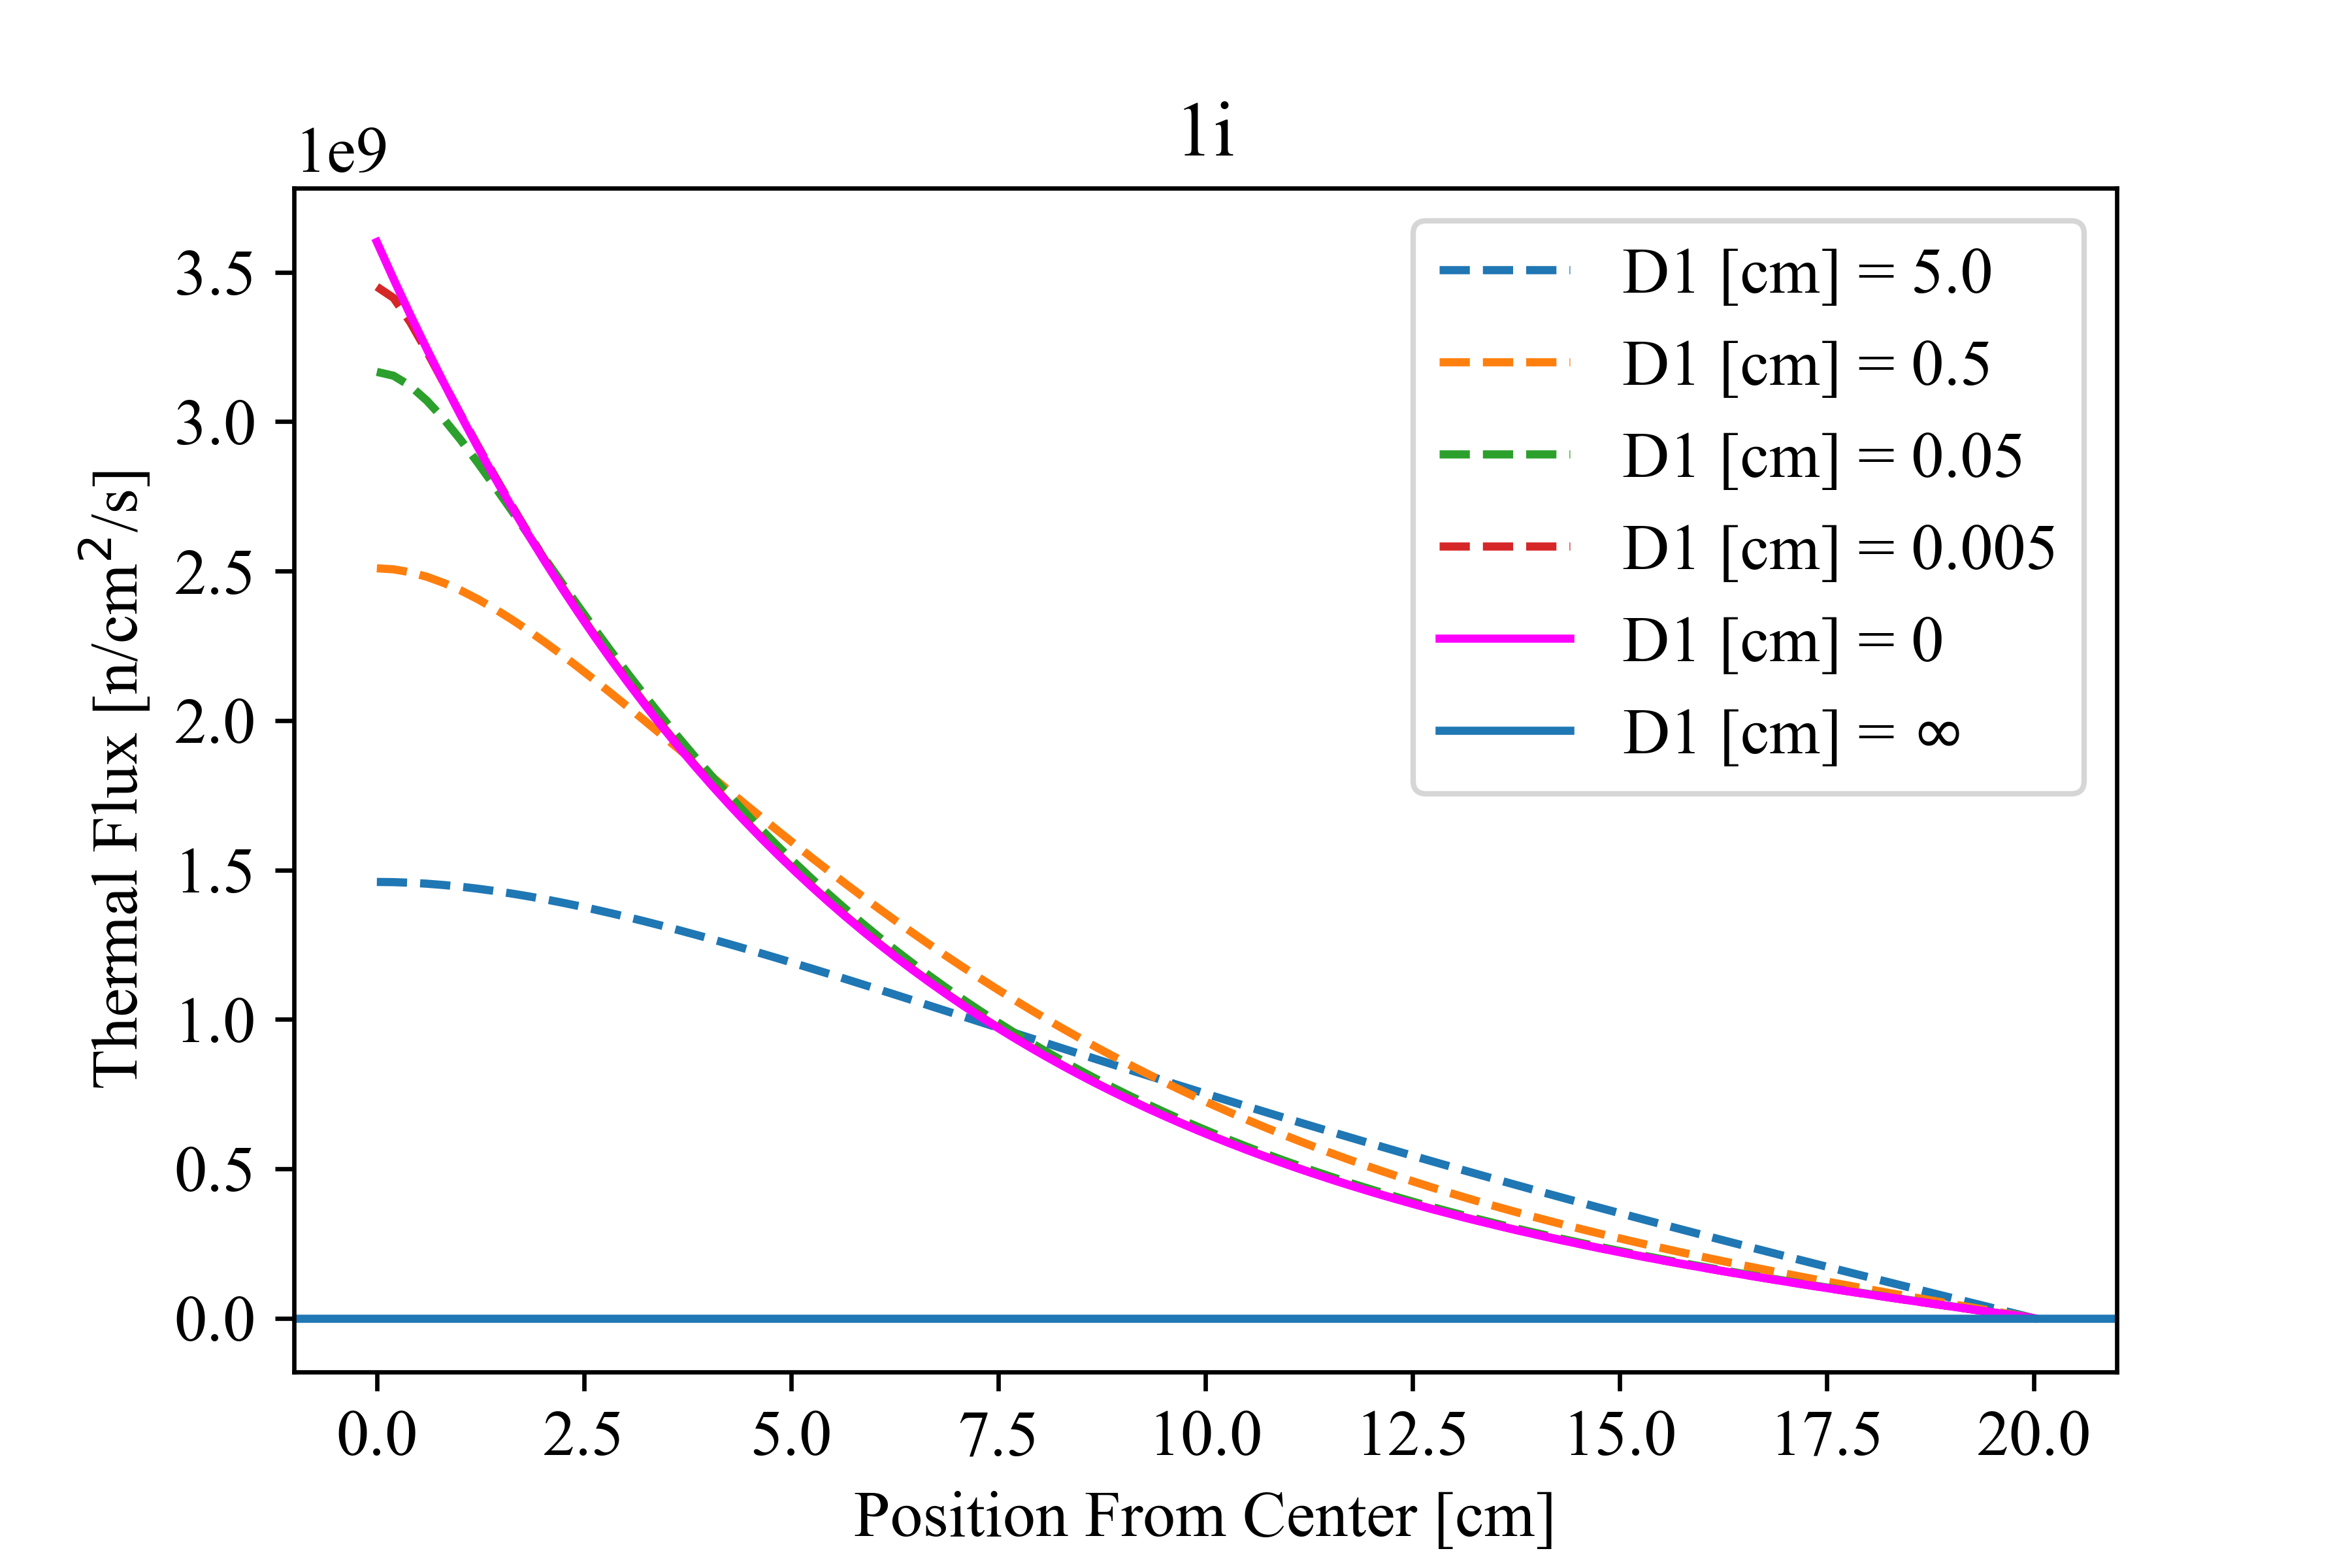 1i
1e9
Thermal Flux [n/cm²/s]
3.5
3.0
2.5
2.0
1.5
1.0
0.5
0.0
D1 [cm] = 5.0
D1 [cm] = 0.5
D1 [cm] = 0.05
D1 [cm] = 0.005
D1 [cm] = 0
D1 [cm] = ∞
0.0 2.5 5.0 7.5 10.0 12.5 15.0 17.5 20.0
Position From Center [cm]